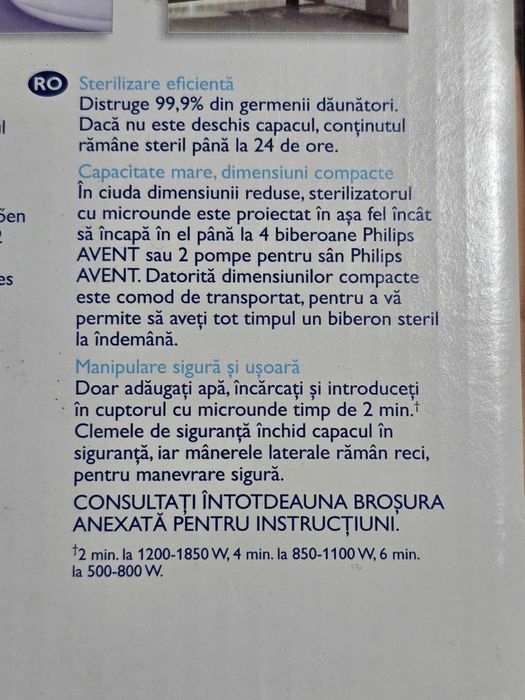 RO Sterilizare eficientă
Distruge 99,9% din germenii dăunători.
Dacă nu este deschis capacul, conținutul
rămâne steril până la 24 de ore.
Capacitate mare, dimensiuni compacte
În ciuda dimensiunii reduse, sterilizatorul
cu microunde este proiectat în așa fel încât
să încapă în el până la 4 biberoane Philips
AVENT sau 2 pompe pentru sân Philips
AVENT. Datorită dimensiunilor compacte
este comod de transportat, pentru a vă
permite să aveți tot timpul un biberon steril
la îndemână.
Manipulare sigură și ușoară
Doar adăugați apă, încărcați și introduceți
în cuptorul cu microunde timp de 2 min.†
Clemele de siguranță închid capacul în
siguranță, iar mânerele laterale rămân reci,
pentru manevrare sigură.
CONSULTAȚI ÎNTOTDEAUNA BROȘURA
ANEXATĂ PENTRU INSTRUCȚIUNI.
†2 min. la 1200-1850 W, 4 min. la 850-1100 W, 6 min.
la 500-800 W.